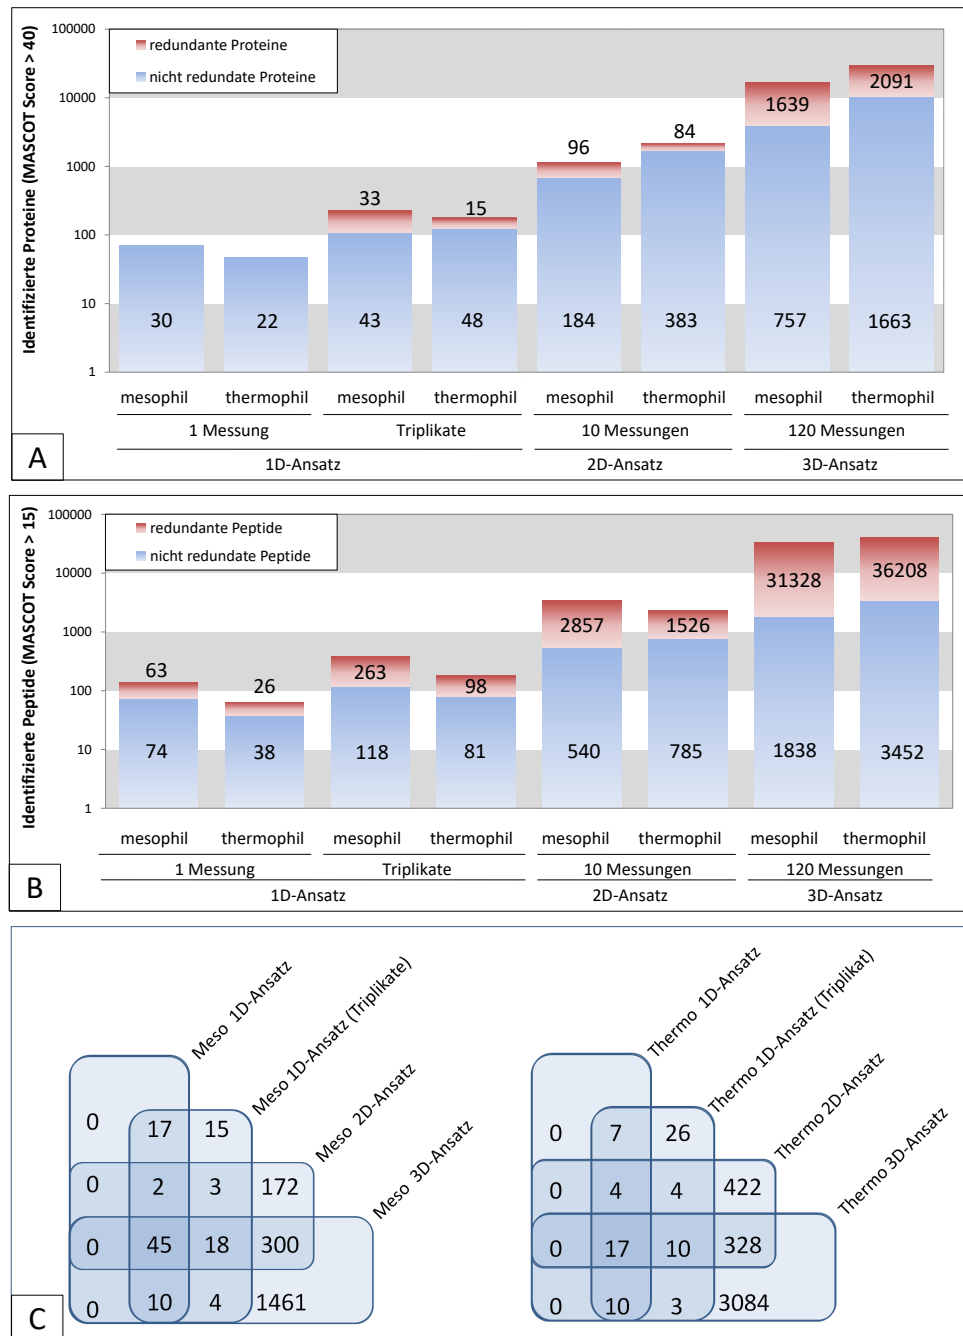 Identifizierte Proteine (MASCOT Score > 40)
100000
10000
1000
100
10
1
redundante Proteine
nicht redundate Proteine
33
15
96
84
1639
2091
30
22
43
48
184
383
757
1663
mesophil thermophil mesophil thermophil mesophil thermophil mesophil thermophil
1 Messung Triplikate 10 Messungen 120 Messungen
1D-Ansatz 2D-Ansatz 3D-Ansatz
A
Identifizierte Peptide (MASCOT Score > 15)
100000
10000
1000
100
10
1
redundante Peptide
nicht redundate Peptide
63
26
263
98
2857
1526
31328
36208
74
38
118
81
540
785
1838
3452
mesophil thermophil mesophil thermophil mesophil thermophil mesophil thermophil
1 Messung Triplikate 10 Messungen 120 Messungen
1D-Ansatz 2D-Ansatz 3D-Ansatz
B
Meso 1D-Ansatz
Meso 1D-Ansatz (Triplikate)
Meso 2D-Ansatz
Meso 3D-Ansatz
0 17 15
0 2 3 172
0 45 18 300
0 10 4 1461
Thermo 1D-Ansatz
Thermo 1D-Ansatz (Triplikat)
Thermo 2D-Ansatz
Thermo 3D-Ansatz
0 7 26
0 4 4 422
0 17 10 328
0 10 3 3084
C